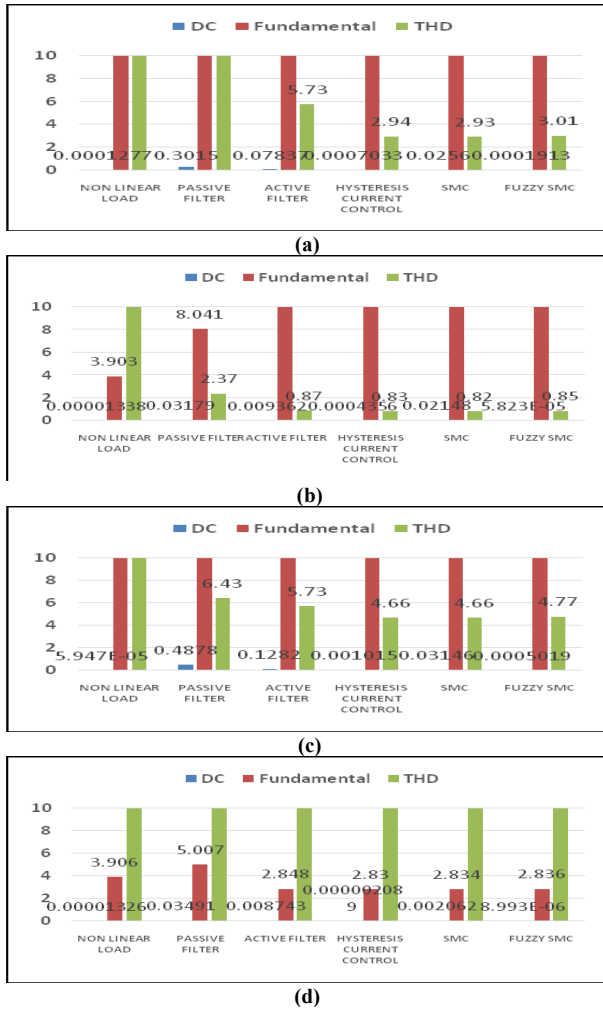 DC Fundamental THD
10
8
6
4
2
0
5.73
2.94
2.93
3.01
0.0001277 0.3015 0.07837 0.0007033 0.02560 0.0001913
NON LINEAR LOAD PASSIVE FILTER ACTIVE FILTER HYSTERESIS CURRENT CONTROL SMC FUZZY SMC
(a)
DC Fundamental THD
10
8
6
4
2
0
3.903
8.041
2.37
0.87
0.83
0.82
0.85
0.00001338 0.03179 0.009362 0.0004356 0.02148 5.823E-05
NON LINEAR LOAD PASSIVE FILTER ACTIVE FILTER HYSTERESIS CURRENT CONTROL SMC FUZZY SMC
(b)
DC Fundamental THD
10
8
6
4
2
0
6.43
5.73
4.66
4.66
4.77
5.947E-05 0.4878 0.1282 0.001015 0.03146 0.0005019
NON LINEAR LOAD PASSIVE FILTER ACTIVE FILTER HYSTERESIS CURRENT CONTROL SMC FUZZY SMC
(c)
DC Fundamental THD
10
8
6
4
2
0
3.906
5.007
2.848
2.83
2.834
2.836
0.00001326 0.03491 0.008743 0.000002089 0.002062 8.993E-06
NON LINEAR LOAD PASSIVE FILTER ACTIVE FILTER HYSTERESIS CURRENT CONTROL SMC FUZZY SMC
(d)